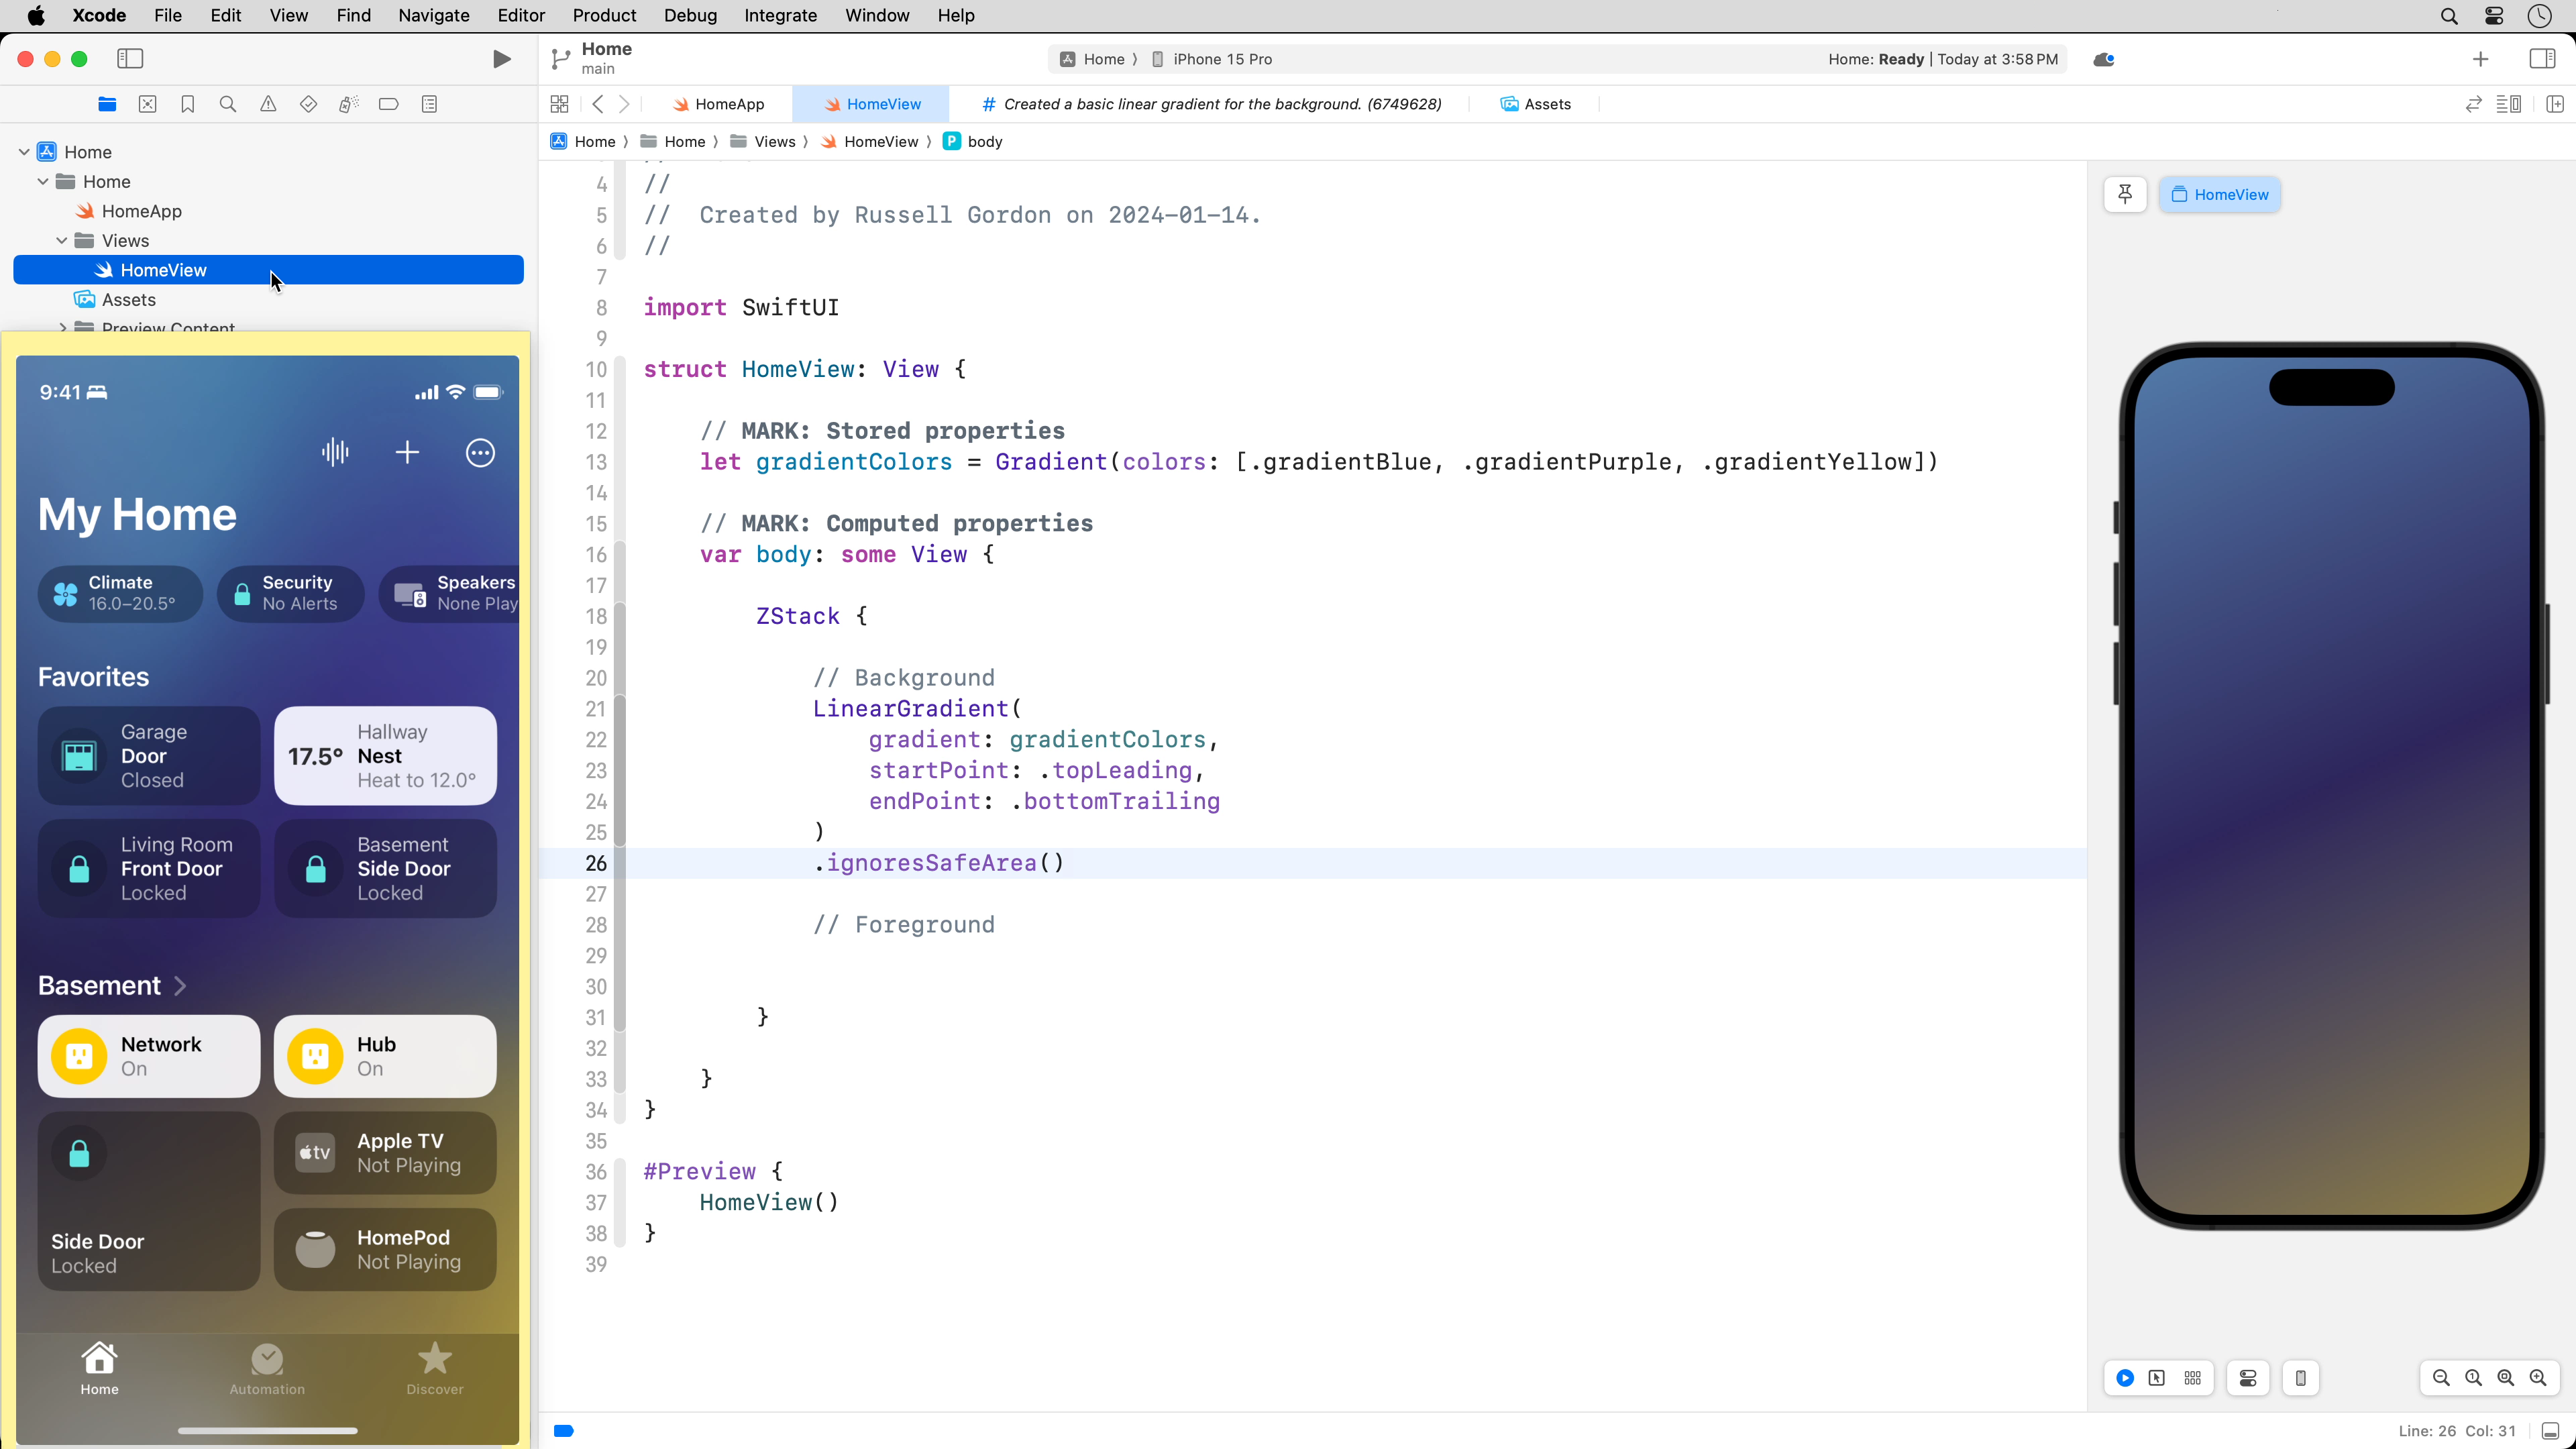 Xcode File Edit View Find Navigate Editor Product Debug Integrate Window Help
Home
main
Home 〉 iPhone 15 Pro
Home: Ready | Today at 3:58 PM
HomeApp
HomeView
# Created a basic linear gradient for the background. (6749628)
Assets
Home 〉 Home 〉 Views 〉 HomeView 〉 P body
Home
Home
HomeApp
Views
HomeView
Assets
Preview Content
9:41
My Home
Climate
16.0–20.5°
Security
No Alerts
Speakers
None Play
Favorites
Garage
Door
Closed
17.5°
Hallway
Nest
Heat to 12.0°
Living Room
Front Door
Locked
Basement
Side Door
Locked
Basement
Network
On
Hub
On
Side Door
Locked
tv
Apple TV
Not Playing
HomePod
Not Playing
Home
Automation
Discover
4 //
5 //  Created by Russell Gordon on 2024-01-14.
6 //
7
8 import SwiftUI
9
10 struct HomeView: View {
11
12     // MARK: Stored properties
13     let gradientColors = Gradient(colors: [.gradientBlue, .gradientPurple, .gradientYellow])
14
15     // MARK: Computed properties
16     var body: some View {
17
18         ZStack {
19
20             // Background
21             LinearGradient(
22                 gradient: gradientColors,
23                 startPoint: .topLeading,
24                 endPoint: .bottomTrailing
25             )
26             .ignoresSafeArea()
27
28             // Foreground
29
30
31         }
32
33     }
34 }
35
36 #Preview {
37     HomeView()
38 }
39
HomeView
Line: 26 Col: 31